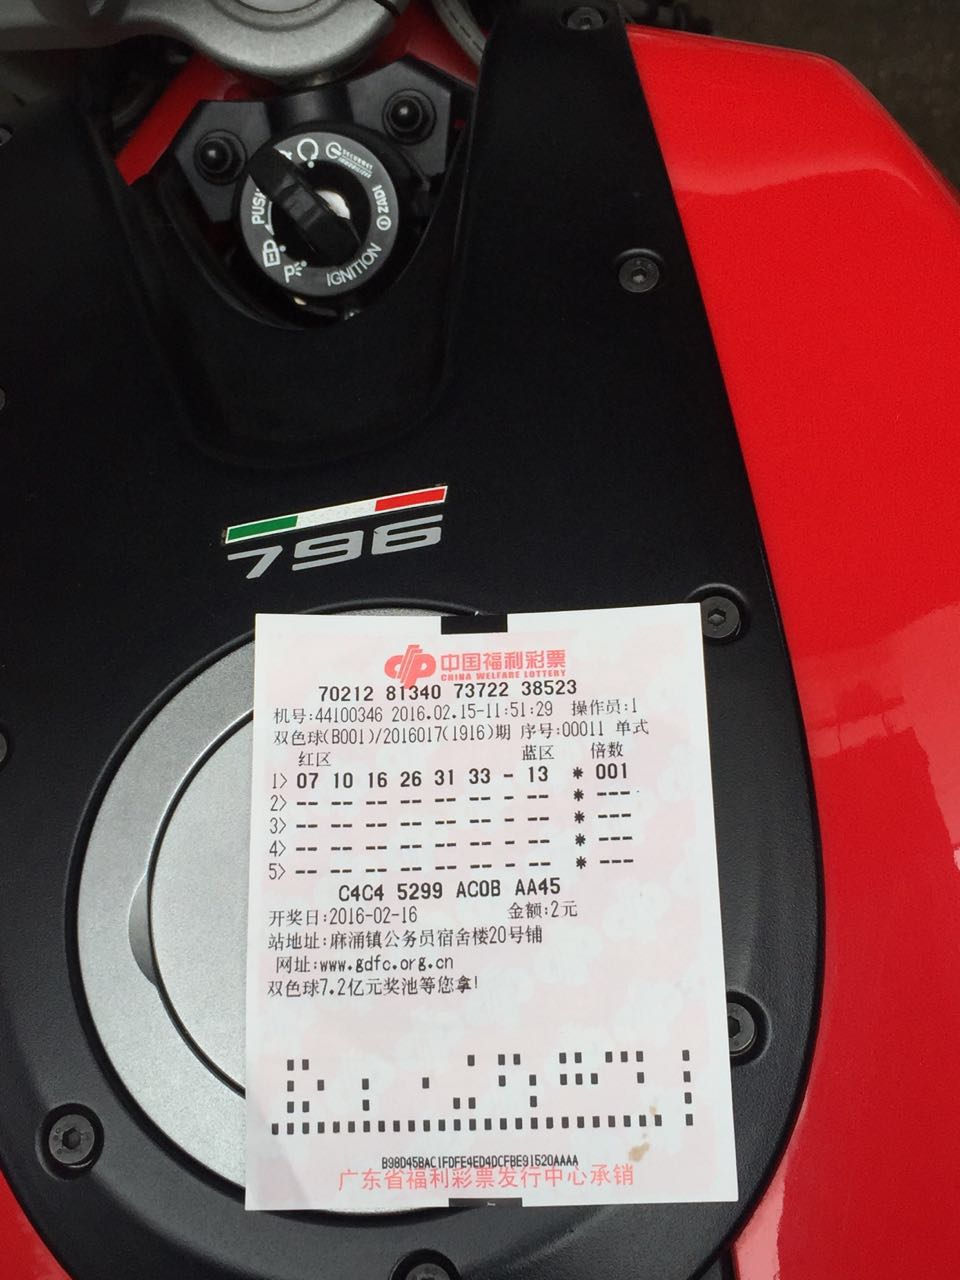 PUSH
IGNITION
ZADI
796
中国福利彩票
CHINA WELFARE LOTTERY
70212 81340 73722 38523
机号:44100346 2016.02.15-11:51:29 操作员:1
双色球(B001)/2016017(1916)期 序号:00011 单式
红区 蓝区 倍数
1> 07 10 16 26 31 33 - 13 * 001
2> -- -- -- -- -- -- - -- * ---
3> -- -- -- -- -- -- - -- * ---
4> -- -- -- -- -- -- - -- * ---
5> -- -- -- -- -- -- - -- * ---
C4C4 5299 AC0B AA45
开奖日:2016-02-16 金额:2元
站地址:麻涌镇公务员宿舍楼20号铺
网址:www.gdfc.org.cn
双色球7.2亿元奖池等您拿!
B98D45BAC1FDFE4ED4DCFBE91520AAAA
广东省福利彩票发行中心承销